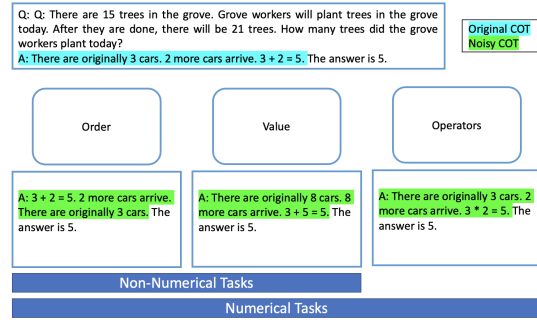 Q: Q: There are 15 trees in the grove. Grove workers will plant trees in the grove
today. After they are done, there will be 21 trees. How many trees did the grove
workers plant today?
A: There are originally 3 cars. 2 more cars arrive. 3 + 2 = 5. The answer is 5.
Original COT
Noisy COT
Order
Value
Operators
A: 3 + 2 = 5. 2 more cars arrive.
There are originally 3 cars. The
answer is 5.
A: There are originally 8 cars. 8
more cars arrive. 3 + 5 = 5. The
answer is 5.
A: There are originally 3 cars. 2
more cars arrive. 3 * 2 = 5. The
answer is 5.
Non-Numerical Tasks
Numerical Tasks